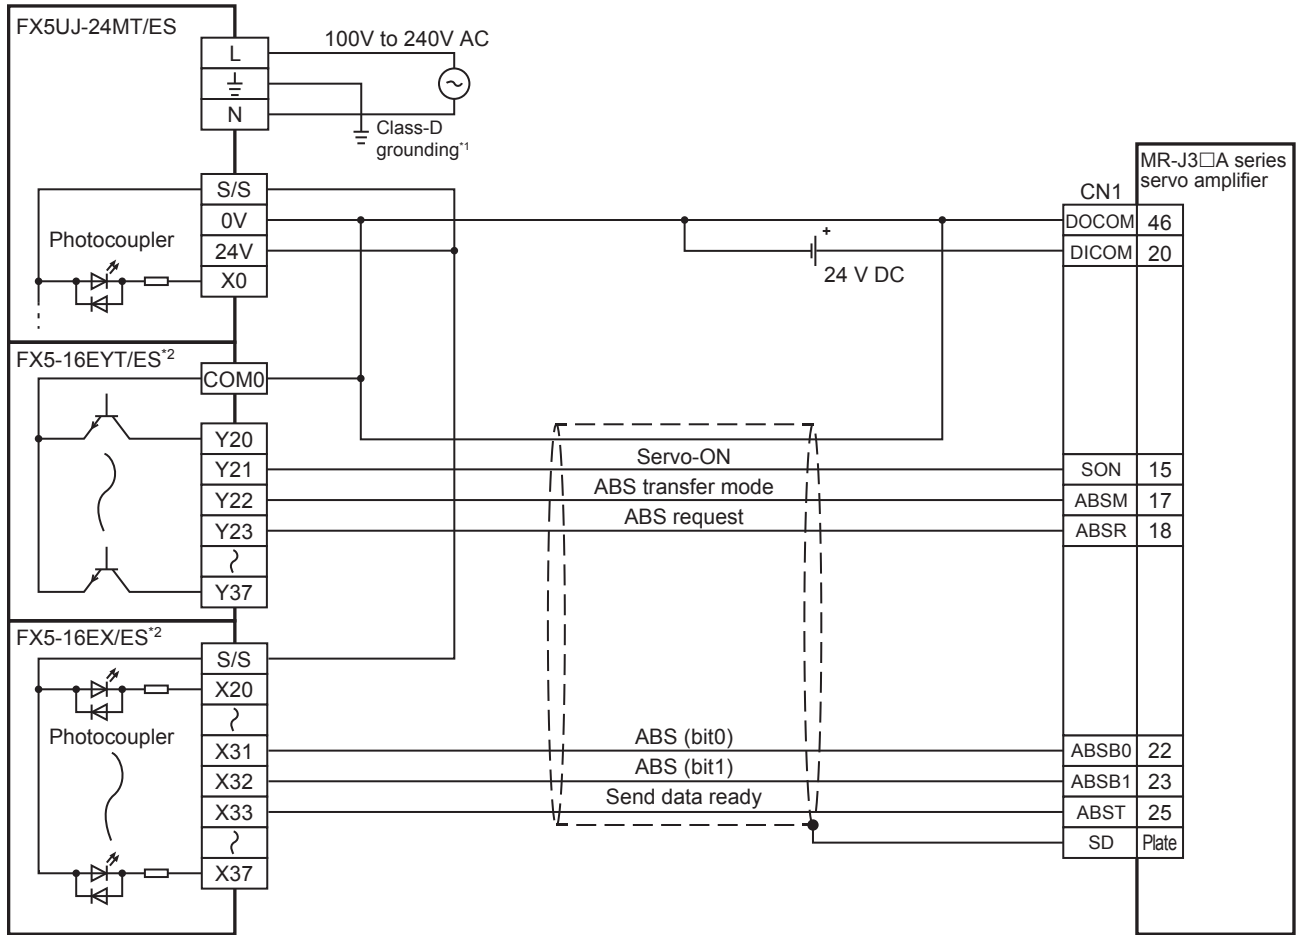 FX5UJ-24MT/ES
L
N
100V to 240V AC
Class-D
grounding*1
S/S
0V
24V
X0
Photocoupler
MR-J3□A series
servo amplifier
CN1
DOCOM 46
DICOM 20
+
24 V DC
FX5-16EYT/ES*2
COM0
Y20
Y21
Y22
Y23
Y37
Servo-ON
ABS transfer mode
ABS request
SON 15
ABSM 17
ABSR 18
FX5-16EX/ES*2
S/S
X20
Photocoupler
X31
X32
X33
X37
ABS (bit0)
ABS (bit1)
Send data ready
ABSB0 22
ABSB1 23
ABST 25
SD Plate